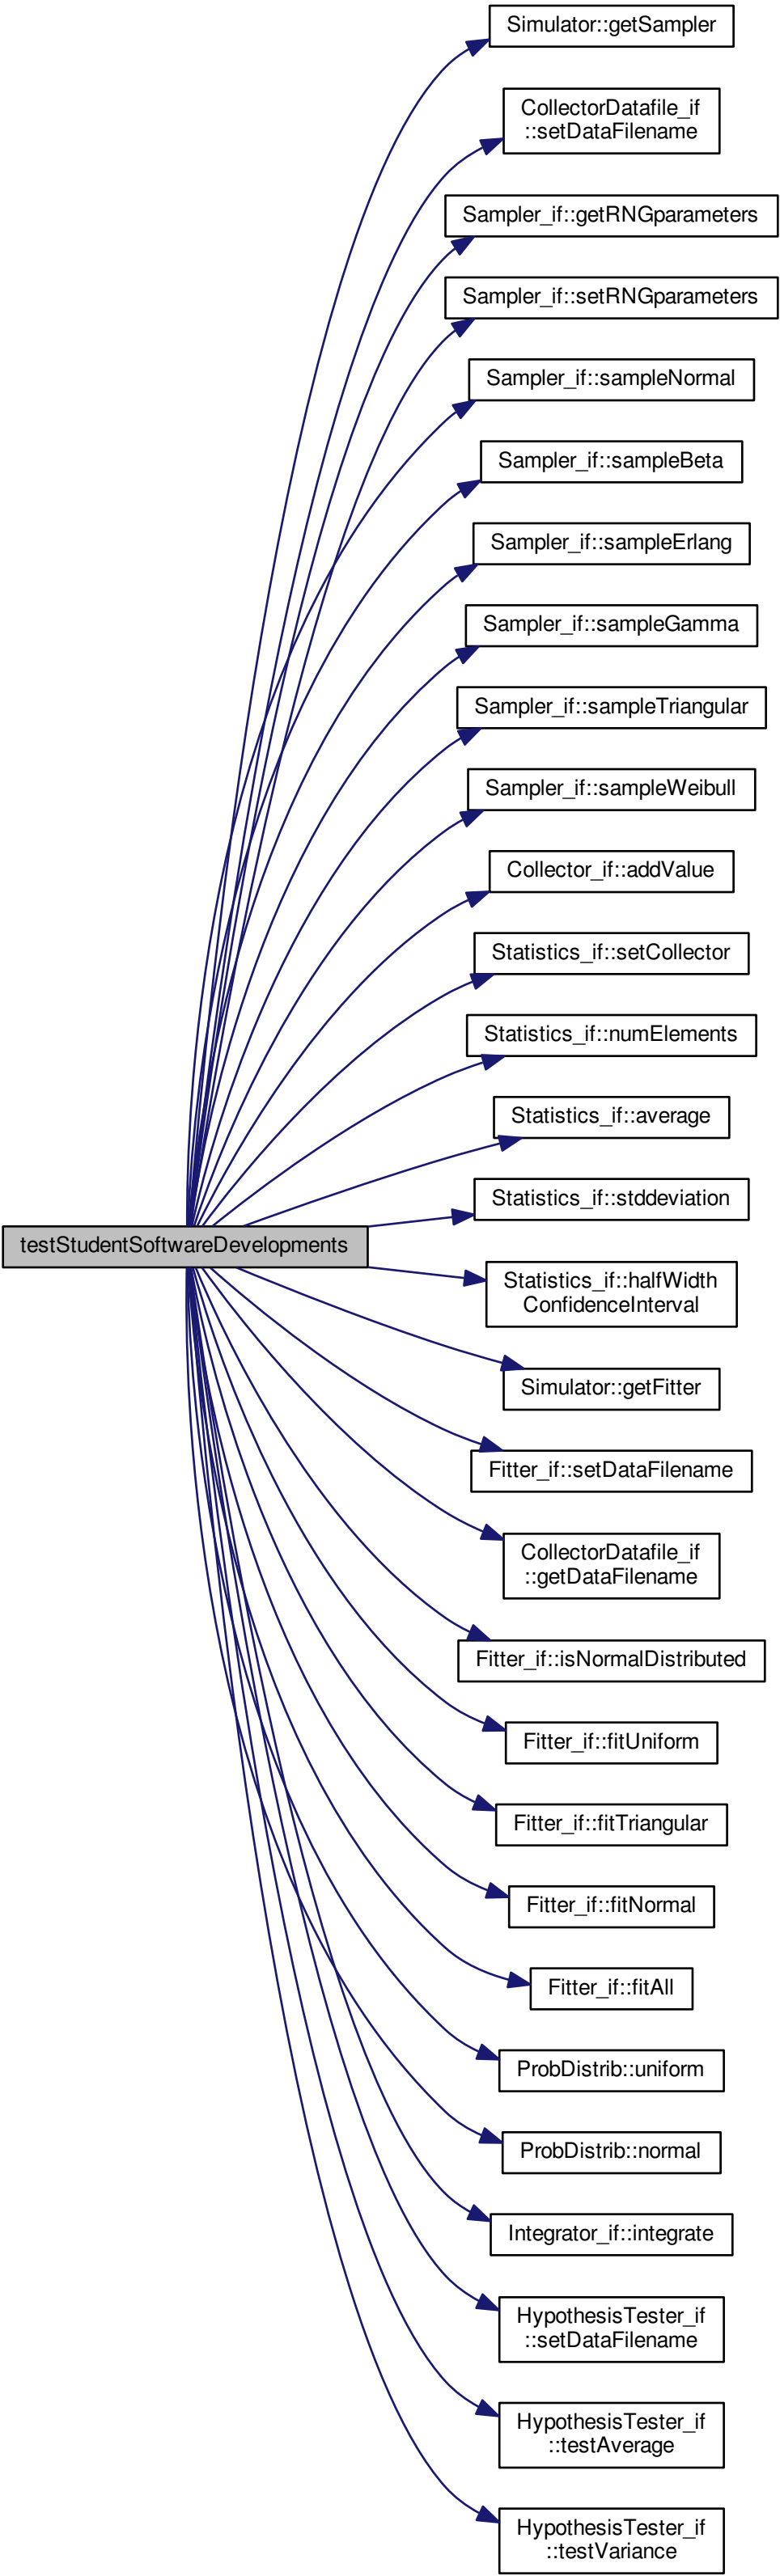 Simulator::getSampler
CollectorDatafile_if
::setDataFilename
Sampler_if::getRNGparameters
Sampler_if::setRNGparameters
Sampler_if::sampleNormal
Sampler_if::sampleBeta
Sampler_if::sampleErlang
Sampler_if::sampleGamma
Sampler_if::sampleTriangular
Sampler_if::sampleWeibull
Collector_if::addValue
Statistics_if::setCollector
Statistics_if::numElements
Statistics_if::average
Statistics_if::stddeviation
testStudentSoftwareDevelopments
Statistics_if::halfWidth
ConfidenceInterval
Simulator::getFitter
Fitter_if::setDataFilename
CollectorDatafile_if
::getDataFilename
Fitter_if::isNormalDistributed
Fitter_if::fitUniform
Fitter_if::fitTriangular
Fitter_if::fitNormal
Fitter_if::fitAll
ProbDistrib::uniform
ProbDistrib::normal
Integrator_if::integrate
HypothesisTester_if
::setDataFilename
HypothesisTester_if
::testAverage
HypothesisTester_if
::testVariance